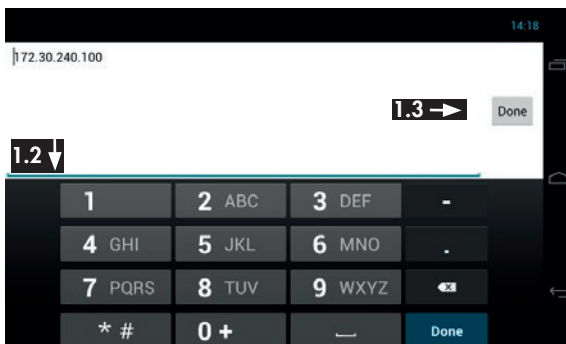 14:18
172.30.240.100
1.3 → Done
1.2 ↓
1 2 ABC 3 DEF -
4 GHI 5 JKL 6 MNO .
7 PQRS 8 TUV 9 WXYZ
* # 0 + Done